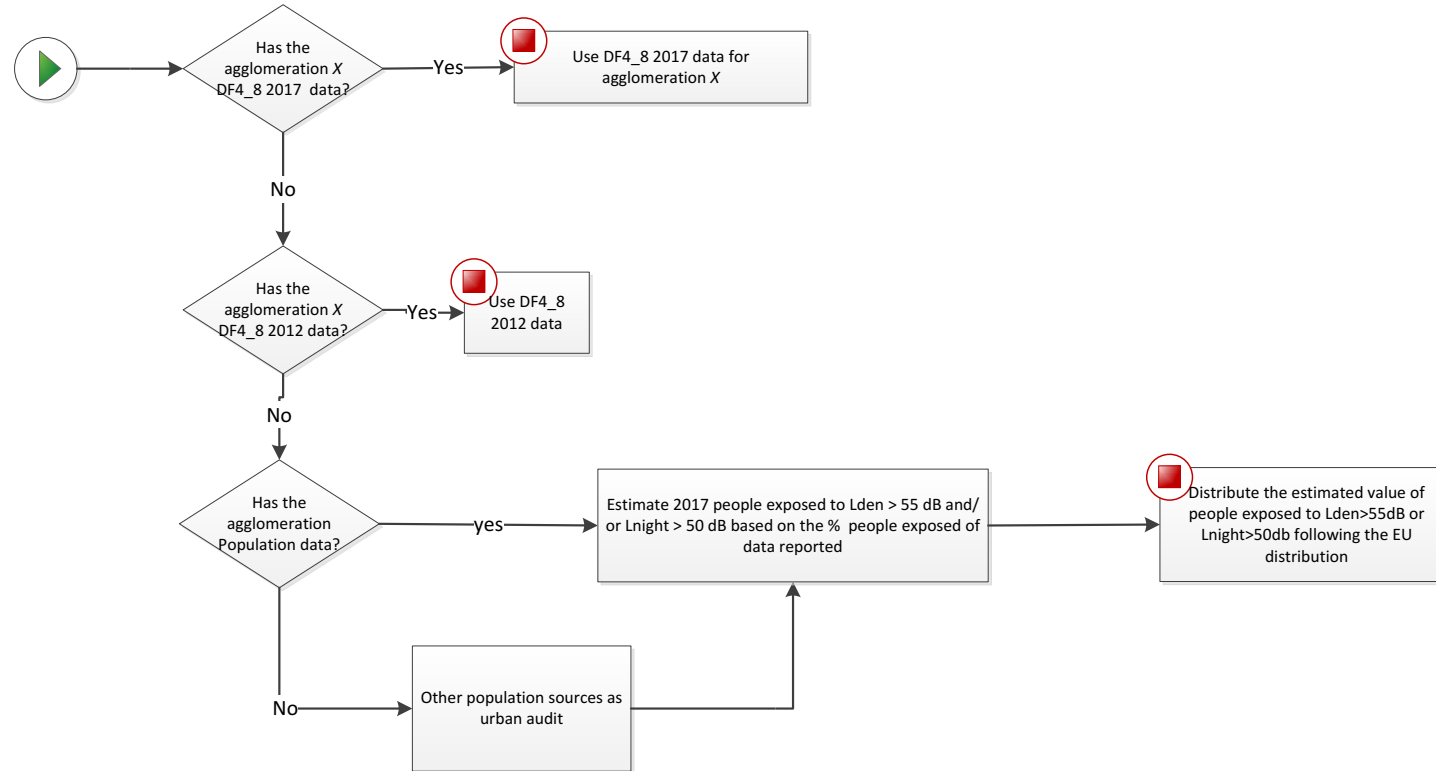 Has the
agglomeration X
DF4_8 2017  data?
Yes
Use DF4_8 2017 data for
agglomeration X
No
Has the
agglomeration X
DF4_8 2012 data?
Yes
Use DF4_8
2012 data
No
Has the
agglomeration
Population data?
yes
Estimate 2017 people exposed to Lden > 55 dB and/
or Lnight > 50 dB based on the %  people exposed of
data reported
Distribute the estimated value of
people exposed to Lden>55dB or
Lnight>50db following the EU
distribution
No
Other population sources as
urban audit